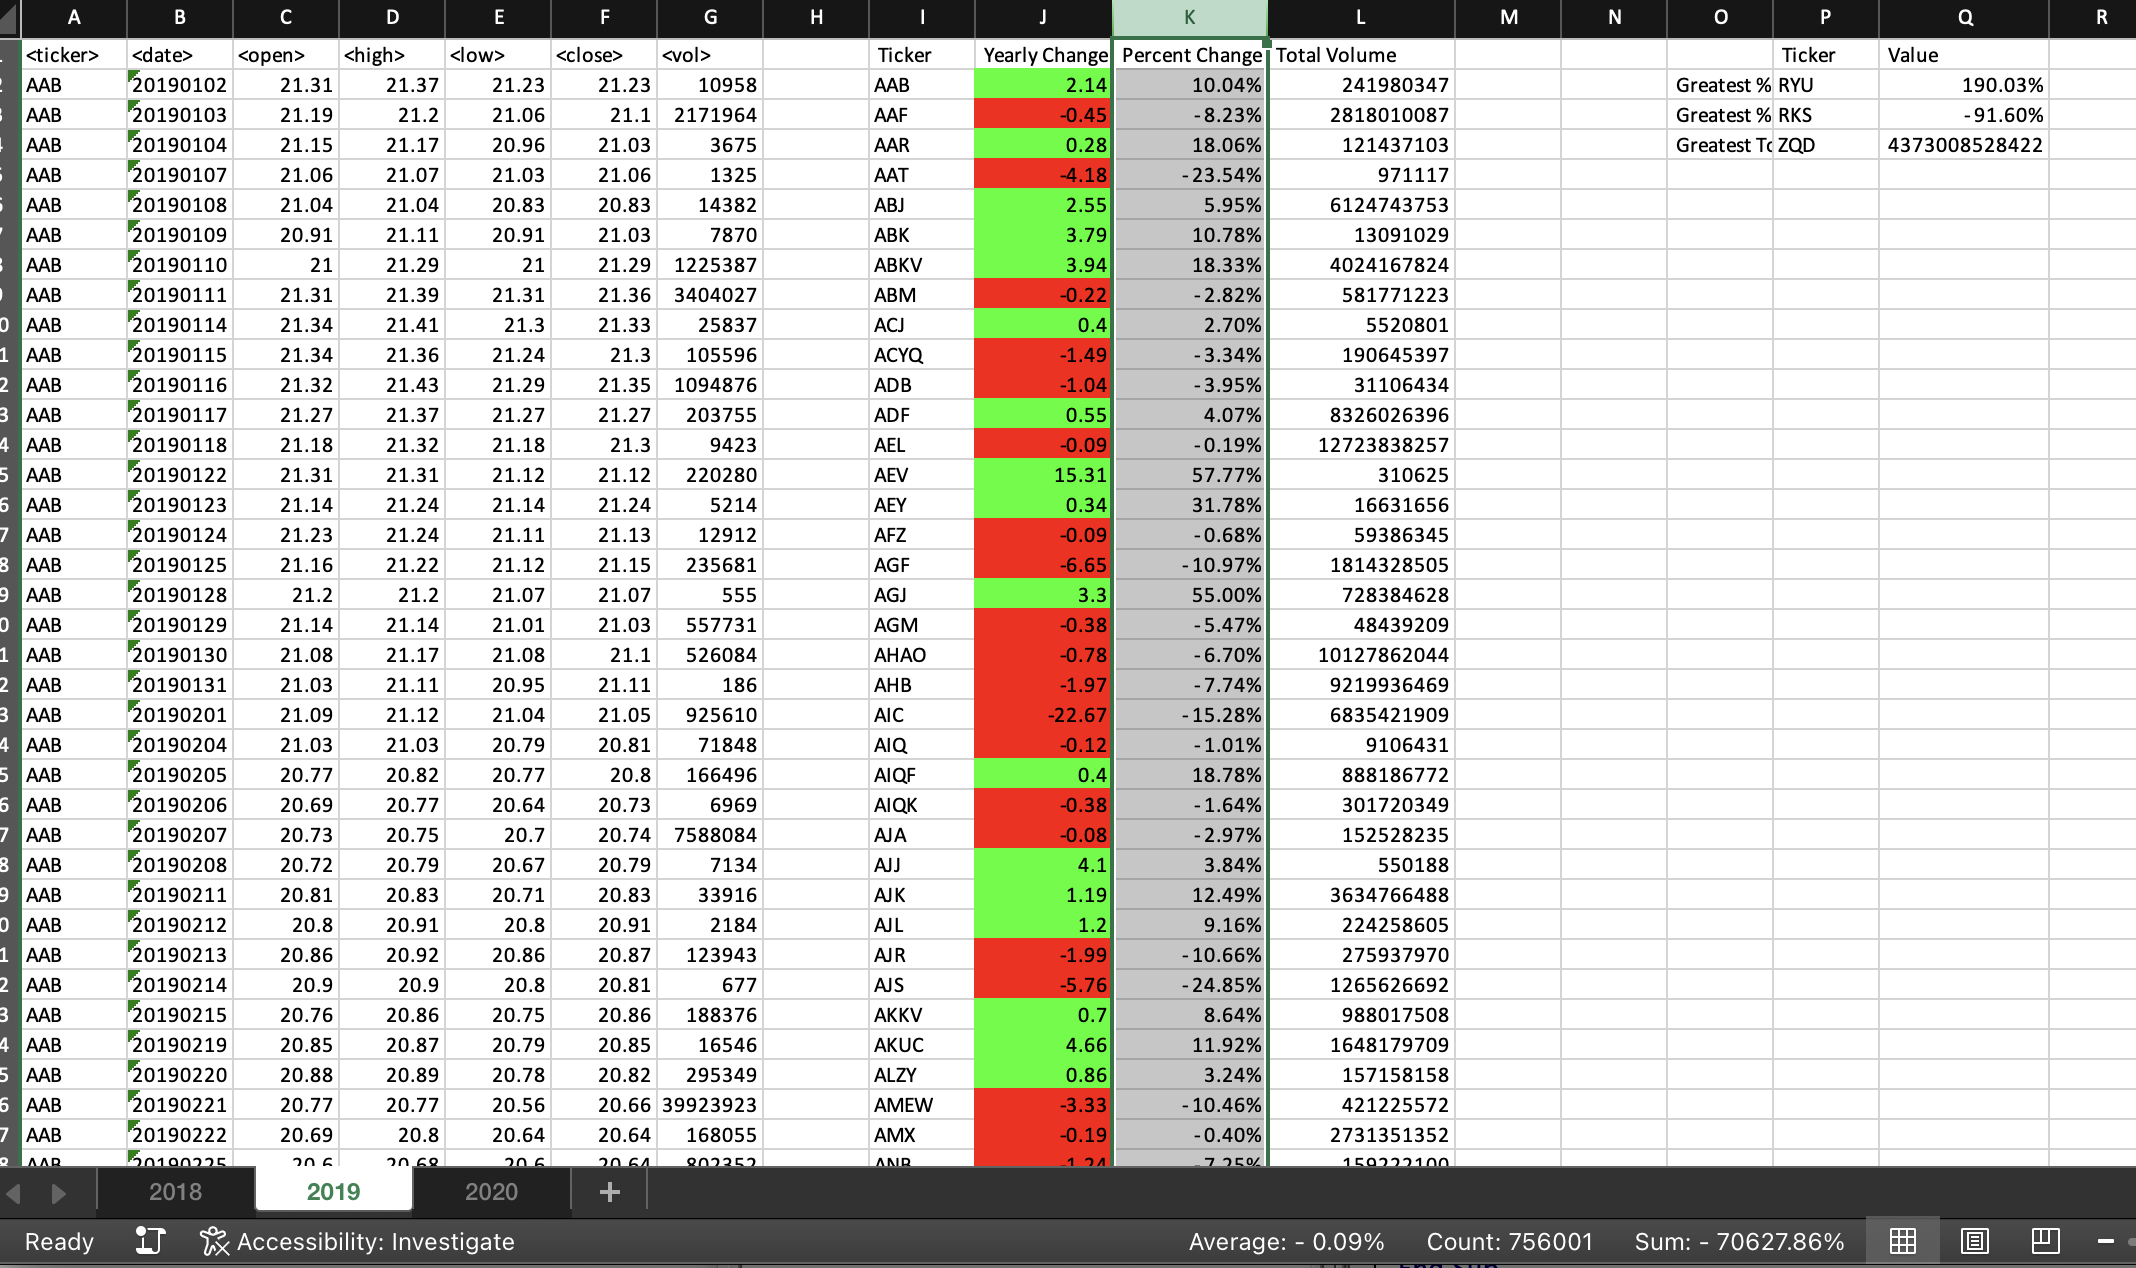 A B C D E F G H I J K L M N O P Q R
<ticker> <date> <open> <high> <low> <close> <vol> Ticker Yearly Change Percent Change Total Volume Ticker Value
AAB 20190102 21.31 21.37 21.23 21.23 10958 AAB 2.14 10.04% 241980347 Greatest % RYU 190.03%
AAB 20190103 21.19 21.2 21.06 21.1 2171964 AAF -0.45 -8.23% 2818010087 Greatest % RKS -91.60%
AAB 20190104 21.15 21.17 20.96 21.03 3675 AAR 0.28 18.06% 121437103 Greatest To ZQD 4373008528422
AAB 20190107 21.06 21.07 21.03 21.06 1325 AAT -4.18 -23.54% 971117
AAB 20190108 21.04 21.04 20.83 20.83 14382 ABJ 2.55 5.95% 6124743753
AAB 20190109 20.91 21.11 20.91 21.03 7870 ABK 3.79 10.78% 13091029
AAB 20190110 21 21.29 21 21.29 1225387 ABKV 3.94 18.33% 4024167824
AAB 20190111 21.31 21.39 21.31 21.36 3404027 ABM -0.22 -2.82% 581771223
AAB 20190114 21.34 21.41 21.3 21.33 25837 ACJ 0.4 2.70% 5520801
AAB 20190115 21.34 21.36 21.24 21.3 105596 ACYQ -1.49 -3.34% 190645397
AAB 20190116 21.32 21.43 21.29 21.35 1094876 ADB -1.04 -3.95% 31106434
AAB 20190117 21.27 21.37 21.27 21.27 203755 ADF 0.55 4.07% 8326026396
AAB 20190118 21.18 21.32 21.18 21.3 9423 AEL -0.09 -0.19% 12723838257
AAB 20190122 21.31 21.31 21.12 21.12 220280 AEV 15.31 57.77% 310625
AAB 20190123 21.14 21.24 21.14 21.24 5214 AEY 0.34 31.78% 16631656
AAB 20190124 21.23 21.24 21.11 21.13 12912 AFZ -0.09 -0.68% 59386345
AAB 20190125 21.16 21.22 21.12 21.15 235681 AGF -6.65 -10.97% 1814328505
AAB 20190128 21.2 21.2 21.07 21.07 555 AGJ 3.3 55.00% 728384628
AAB 20190129 21.14 21.14 21.01 21.03 557731 AGM -0.38 -5.47% 48439209
AAB 20190130 21.08 21.17 21.08 21.1 526084 AHAO -0.78 -6.70% 10127862044
AAB 20190131 21.03 21.11 20.95 21.11 186 AHB -1.97 -7.74% 9219936469
AAB 20190201 21.09 21.12 21.04 21.05 925610 AIC -22.67 -15.28% 6835421909
AAB 20190204 21.03 21.03 20.79 20.81 71848 AIQ -0.12 -1.01% 9106431
AAB 20190205 20.77 20.82 20.77 20.8 166496 AIQF 0.4 18.78% 888186772
AAB 20190206 20.69 20.77 20.64 20.73 6969 AIQK -0.38 -1.64% 301720349
AAB 20190207 20.73 20.75 20.7 20.74 7588084 AJA -0.08 -2.97% 152528235
AAB 20190208 20.72 20.79 20.67 20.79 7134 AJJ 4.1 3.84% 550188
AAB 20190211 20.81 20.83 20.71 20.83 33916 AJK 1.19 12.49% 3634766488
AAB 20190212 20.8 20.91 20.8 20.91 2184 AJL 1.2 9.16% 224258605
AAB 20190213 20.86 20.92 20.86 20.87 123943 AJR -1.99 -10.66% 275937970
AAB 20190214 20.9 20.9 20.8 20.81 677 AJS -5.76 -24.85% 1265626692
AAB 20190215 20.76 20.86 20.75 20.86 188376 AKKV 0.7 8.64% 988017508
AAB 20190219 20.85 20.87 20.79 20.85 16546 AKUC 4.66 11.92% 1648179709
AAB 20190220 20.88 20.89 20.78 20.82 295349 ALZY 0.86 3.24% 157158158
AAB 20190221 20.77 20.77 20.56 20.66 39923923 AMEW -3.33 -10.46% 421225572
AAB 20190222 20.69 20.8 20.64 20.64 168055 AMX -0.19 -0.40% 2731351352
AAB 20190225 20.6 20.68 20.6 20.64 802352 ANB -1.24 -7.25% 159222100
2018 2019 2020 +
Ready Accessibility: Investigate Average: - 0.09% Count: 756001 Sum: - 70627.86%